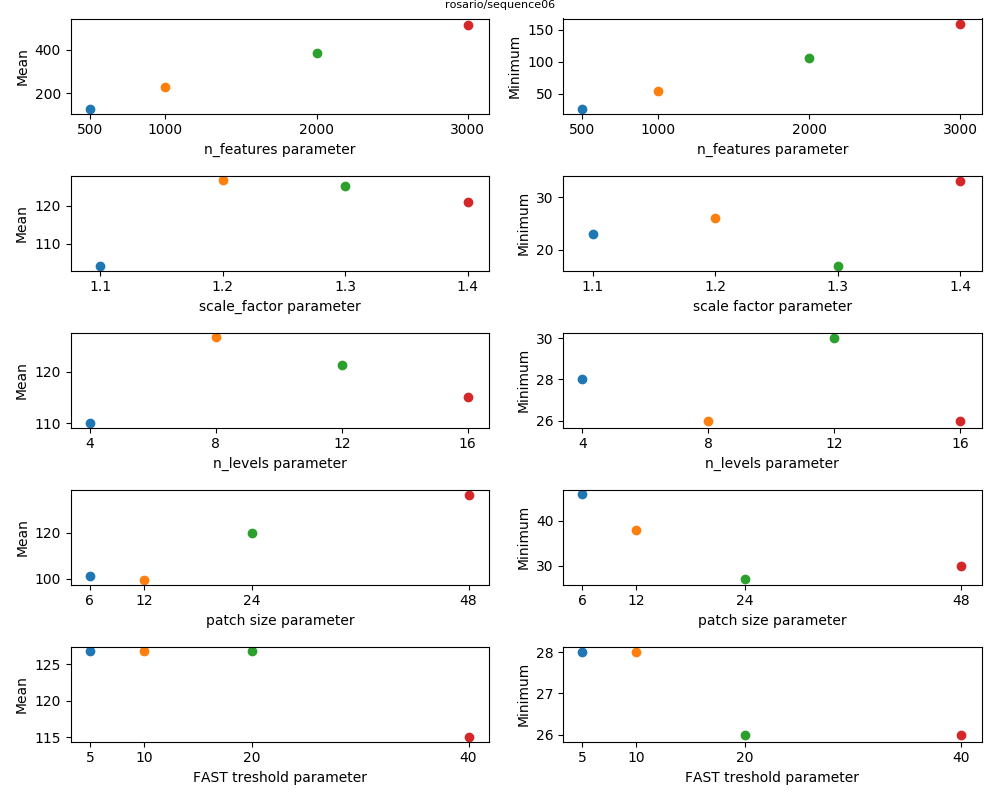 rosario/sequence06
400
200
Mean
500 1000 2000 3000
n_features parameter
150
100
50
Minimum
500 1000 2000 3000
n_features parameter
120
110
Mean
1.1 1.2 1.3 1.4
scale_factor parameter
30
20
Minimum
1.1 1.2 1.3 1.4
scale factor parameter
120
110
Mean
4 8 12 16
n_levels parameter
30
28
26
Minimum
4 8 12 16
n_levels parameter
120
100
Mean
6 12 24 48
patch size parameter
40
30
Minimum
6 12 24 48
patch size parameter
125
120
115
Mean
5 10 20 40
FAST treshold parameter
28
27
26
Minimum
5 10 20 40
FAST treshold parameter